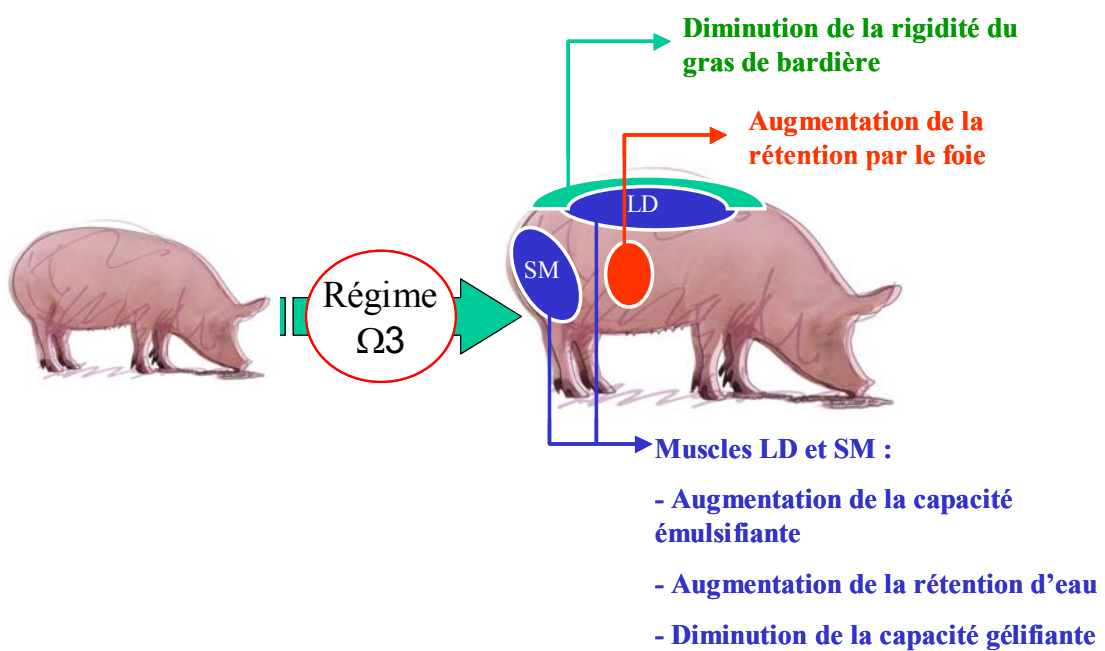 Diminution de la rigidité du
gras de bardière
Augmentation de la
rétention par le foie
LD
SM
Régime
Ω3
Muscles LD et SM :
- Augmentation de la capacité
émulsifiante
- Augmentation de la rétention d’eau
- Diminution de la capacité gélifiante